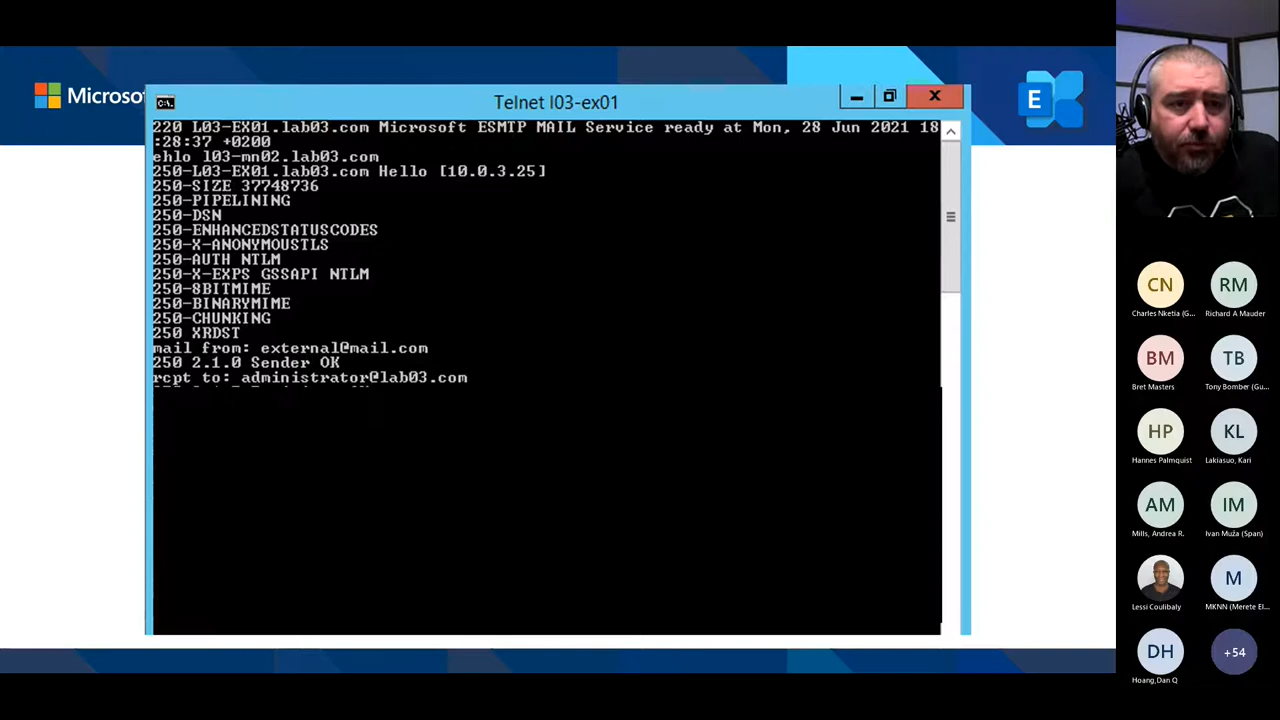 Microso
Telnet l03-ex01
220 L03-EX01.lab03.com Microsoft ESMTP MAIL Service ready at Mon, 28 Jun 2021 18
:28:37 +0200
ehlo l03-mn02.lab03.com
250-L03-EX01.lab03.com Hello [10.0.3.25]
250-SIZE 37748736
250-PIPELINING
250-DSN
250-ENHANCEDSTATUSCODES
250-X-ANONYMOUSTLS
250-AUTH NTLM
250-X-EXPS GSSAPI NTLM
250-8BITMIME
250-BINARYMIME
250-CHUNKING
250 XRDST
mail from: external@mail.com
250 2.1.0 Sender OK
rcpt to: administrator@lab03.com
E
CN
RM
Charles Nketia (G...
Richard A Mauder
BM
TB
Bret Masters
Tony Bomber (Gu...
HP
KL
Hannes Palmquist
Lakiasuo, Kari
AM
IM
Mills, Andrea R.
Ivan Muža (Span)
M
Lessi Coulibaly
MKNN (Merete El...
DH
+54
Hoang,Dan Q